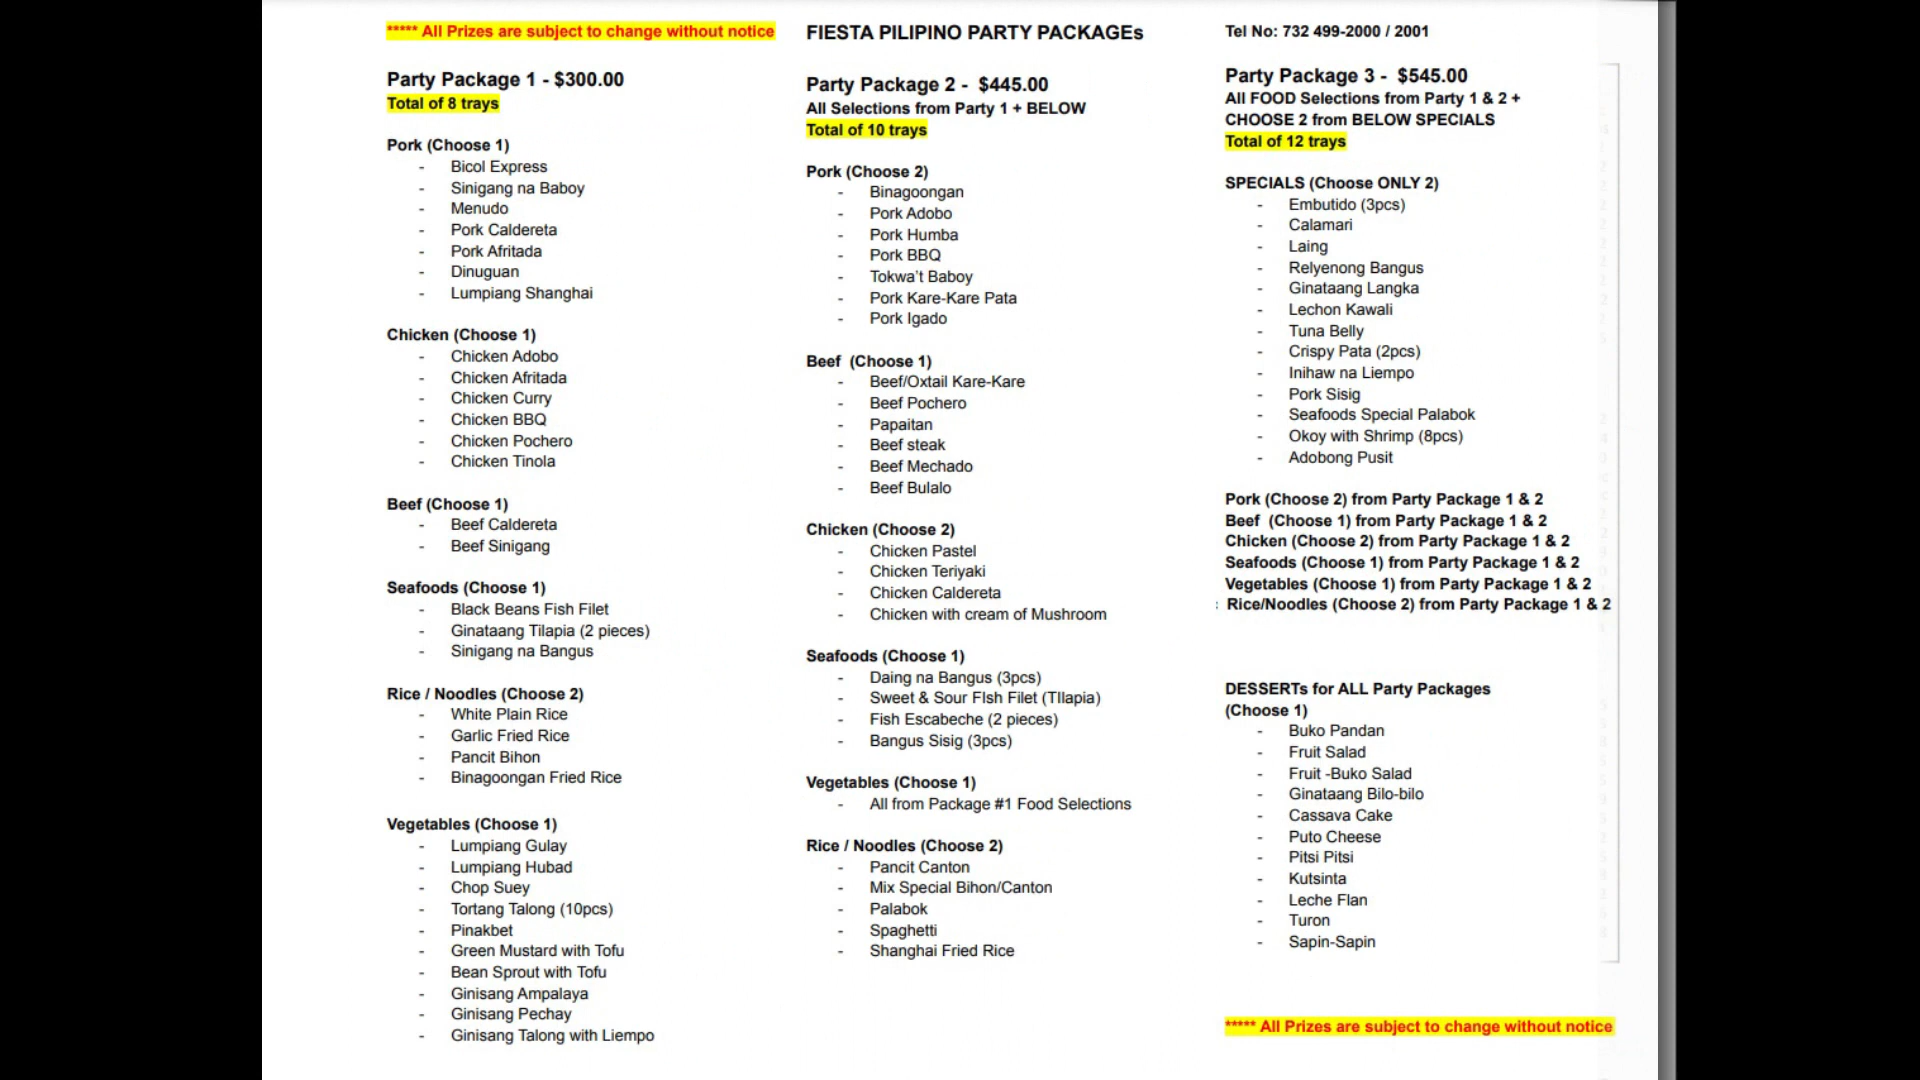 ***** All Prizes are subject to change without notice
FIESTA PILIPINO PARTY PACKAGEs
Tel No: 732 499-2000 / 2001
Party Package 1 - $300.00
Total of 8 trays
Pork (Choose 1)
- Bicol Express
- Sinigang na Baboy
- Menudo
- Pork Caldereta
- Pork Afritada
- Dinuguan
- Lumpiang Shanghai
Chicken (Choose 1)
- Chicken Adobo
- Chicken Afritada
- Chicken Curry
- Chicken BBQ
- Chicken Pochero
- Chicken Tinola
Beef (Choose 1)
- Beef Caldereta
- Beef Sinigang
Seafoods (Choose 1)
- Black Beans Fish Filet
- Ginataang Tilapia (2 pieces)
- Sinigang na Bangus
Rice / Noodles (Choose 2)
- White Plain Rice
- Garlic Fried Rice
- Pancit Bihon
- Binagoongan Fried Rice
Vegetables (Choose 1)
- Lumpiang Gulay
- Lumpiang Hubad
- Chop Suey
- Tortang Talong (10pcs)
- Pinakbet
- Green Mustard with Tofu
- Bean Sprout with Tofu
- Ginisang Ampalaya
- Ginisang Pechay
- Ginisang Talong with Liempo
Party Package 2 - $445.00
All Selections from Party 1 + BELOW
Total of 10 trays
Pork (Choose 2)
- Binagoongan
- Pork Adobo
- Pork Humba
- Pork BBQ
- Tokwa't Baboy
- Pork Kare-Kare Pata
- Pork Igado
Beef (Choose 1)
- Beef/Oxtail Kare-Kare
- Beef Pochero
- Papaitan
- Beef steak
- Beef Mechado
- Beef Bulalo
Chicken (Choose 2)
- Chicken Pastel
- Chicken Teriyaki
- Chicken Caldereta
- Chicken with cream of Mushroom
Seafoods (Choose 1)
- Daing na Bangus (3pcs)
- Sweet & Sour FIsh Filet (TIlapia)
- Fish Escabeche (2 pieces)
- Bangus Sisig (3pcs)
Vegetables (Choose 1)
- All from Package #1 Food Selections
Rice / Noodles (Choose 2)
- Pancit Canton
- Mix Special Bihon/Canton
- Palabok
- Spaghetti
- Shanghai Fried Rice
Party Package 3 - $545.00
All FOOD Selections from Party 1 & 2 +
CHOOSE 2 from BELOW SPECIALS
Total of 12 trays
SPECIALS (Choose ONLY 2)
- Embutido (3pcs)
- Calamari
- Laing
- Relyenong Bangus
- Ginataang Langka
- Lechon Kawali
- Tuna Belly
- Crispy Pata (2pcs)
- Inihaw na Liempo
- Pork Sisig
- Seafoods Special Palabok
- Okoy with Shrimp (8pcs)
- Adobong Pusit
Pork (Choose 2) from Party Package 1 & 2
Beef (Choose 1) from Party Package 1 & 2
Chicken (Choose 2) from Party Package 1 & 2
Seafoods (Choose 1) from Party Package 1 & 2
Vegetables (Choose 1) from Party Package 1 & 2
Rice/Noodles (Choose 2) from Party Package 1 & 2
DESSERTs for ALL Party Packages
(Choose 1)
- Buko Pandan
- Fruit Salad
- Fruit -Buko Salad
- Ginataang Bilo-bilo
- Cassava Cake
- Puto Cheese
- Pitsi Pitsi
- Kutsinta
- Leche Flan
- Turon
- Sapin-Sapin
***** All Prizes are subject to change without notice